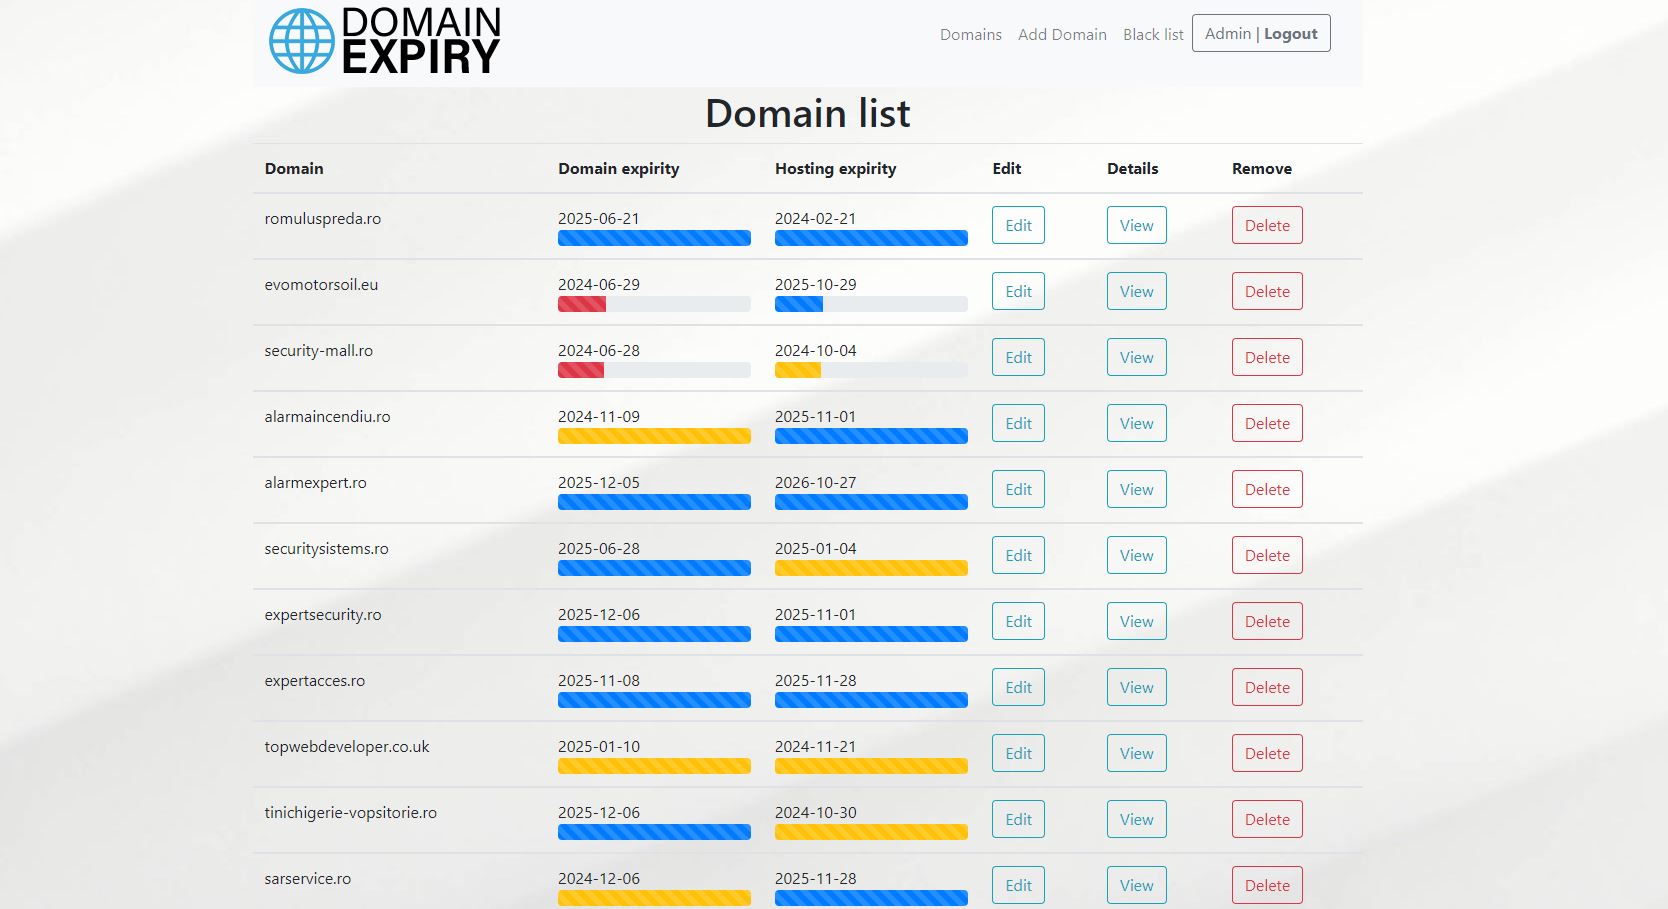 DOMAIN
EXPIRY
Domains Add Domain Black list Admin | Logout
Domain list
Domain Domain expirity Hosting expirity Edit Details Remove
romuluspreda.ro 2025-06-21 2024-02-21 Edit View Delete
evomotorsoil.eu 2024-06-29 2025-10-29 Edit View Delete
security-mall.ro 2024-06-28 2024-10-04 Edit View Delete
alarmaincendiu.ro 2024-11-09 2025-11-01 Edit View Delete
alarmexpert.ro 2025-12-05 2026-10-27 Edit View Delete
securitysistems.ro 2025-06-28 2025-01-04 Edit View Delete
expertsecurity.ro 2025-12-06 2025-11-01 Edit View Delete
expertacces.ro 2025-11-08 2025-11-28 Edit View Delete
topwebdeveloper.co.uk 2025-01-10 2024-11-21 Edit View Delete
tinichigerie-vopsitorie.ro 2025-12-06 2024-10-30 Edit View Delete
sarservice.ro 2024-12-06 2025-11-28 Edit View Delete